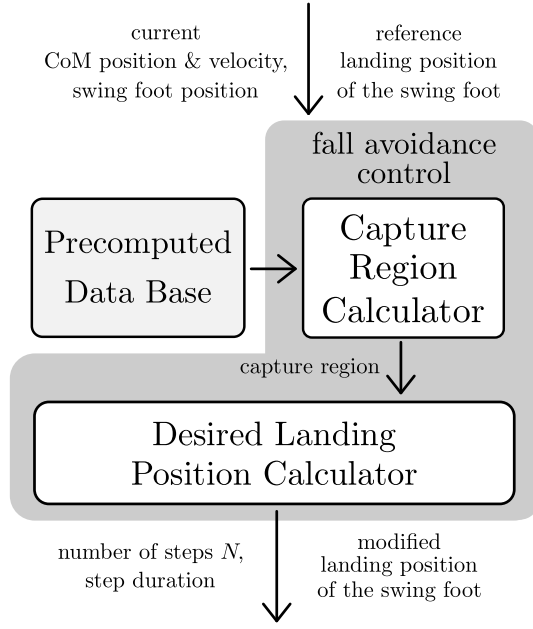 current
CoM position & velocity,
swing foot position
reference
landing position
of the swing foot
fall avoidance
control
Precomputed
Data Base
Capture
Region
Calculator
capture region
Desired Landing
Position Calculator
number of steps N,
step duration
modified
landing position
of the swing foot